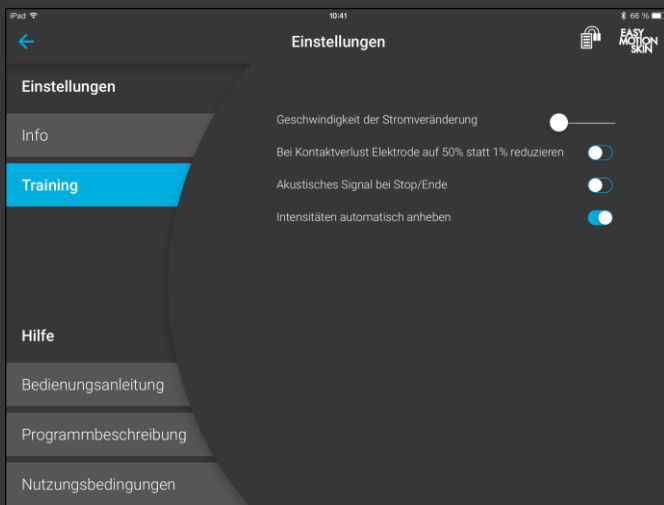 iPad 10:41 66 %
Einstellungen
EASY
MOTION
SKIN
Einstellungen
Info
Training
Geschwindigkeit der Stromveränderung
Bei Kontaktverlust Elektrode auf 50% statt 1% reduzieren
Akustisches Signal bei Stop/Ende
Intensitäten automatisch anheben
Hilfe
Bedienungsanleitung
Programmbeschreibung
Nutzungsbedingungen